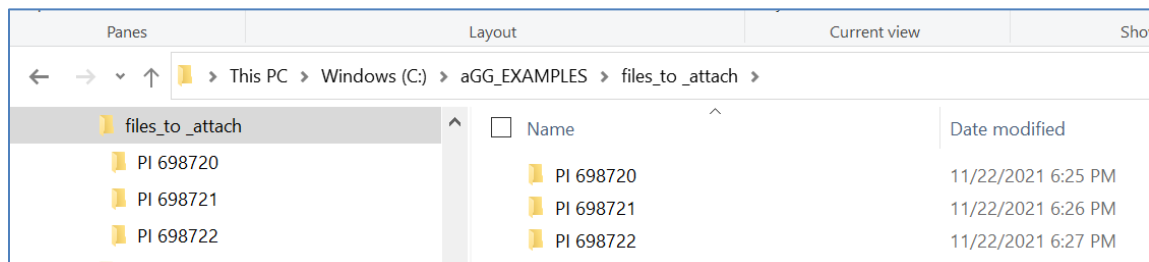 Panes Layout Current view Sho
This PC > Windows (C:) > aGG_EXAMPLES > files_to _attach >
files_to _attach
PI 698720
PI 698721
PI 698722
Name Date modified
PI 698720 11/22/2021 6:25 PM
PI 698721 11/22/2021 6:26 PM
PI 698722 11/22/2021 6:27 PM